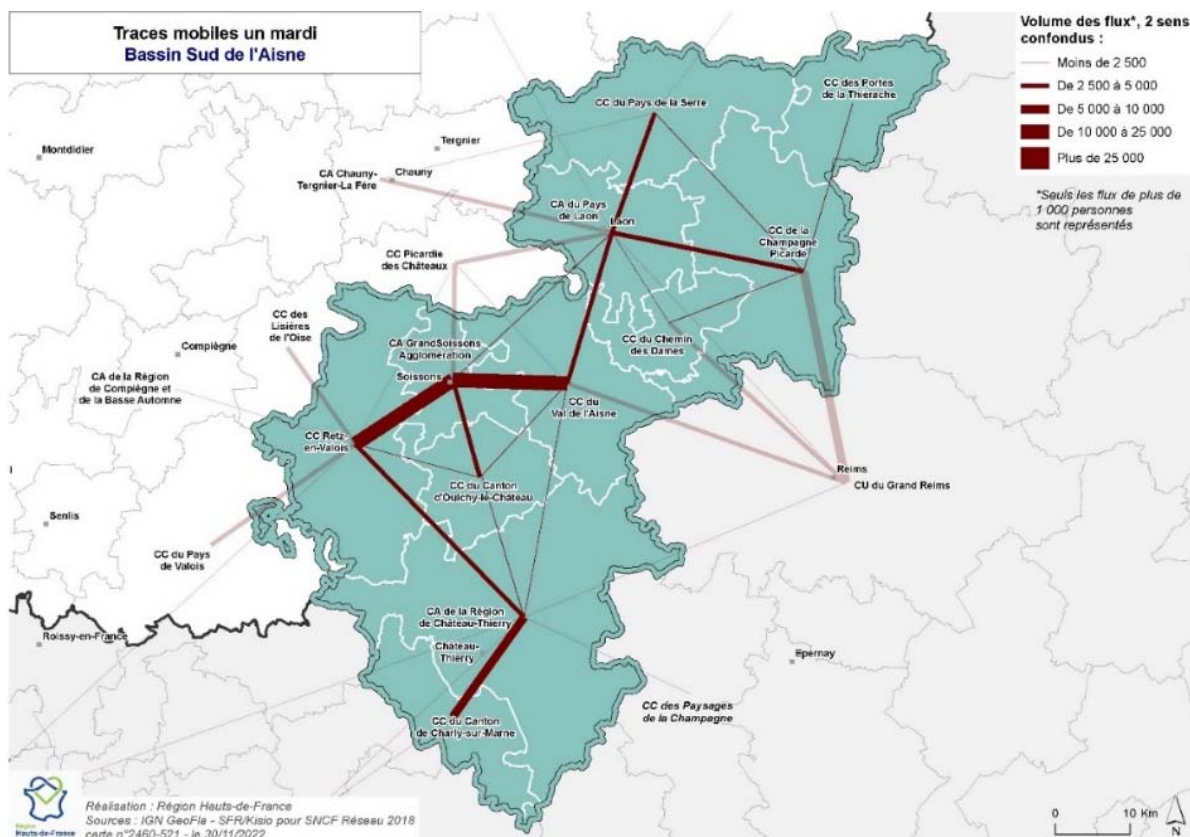 Traces mobiles un mardi
Bassin Sud de l'Aisne
Volume des flux*, 2 sens
confondus :
Moins de 2 500
De 2 500 à 5 000
De 5 000 à 10 000
De 10 000 à 25 000
Plus de 25 000
*Seuls les flux de plus de
1 000 personnes
sont représentés
CC des Portes
de la Thiérache
CC du Pays de la Serre
Tergnier
Montdidier
Chauny
CA Chauny-
Tergnier-La Fère
CA du Pays
de Laon
Laon
CC de la
Champagne
Picarde
CC Picardie
des Châteaux
CC des
Lisières
de l'Oise
Compiègne
CA GrandSoissons
Agglomération
CC du Chemin
des Dames
Soissons
CA de la Région
de Compiègne et
de la Basse Automne
CC du
Val de l'Aisne
CC Retz-
en-Valois
Reims
CU du Grand Reims
CC du Canton
d'Oulchy-le-Château
Senlis
CC du Pays
de Valois
CA de la Région
de Château-Thierry
Roissy-en-France
Château-
Thierry
Epernay
CC des Paysages
de la Champagne
CC du Canton
de Charly-sur-Marne
Région
Hauts-de-France
Réalisation : Région Hauts-de-France
Sources : IGN GeoFla - SFR/Kisio pour SNCF Réseau 2018
carte n°2460-521 - le 30/11/2022
0 10 Km
N